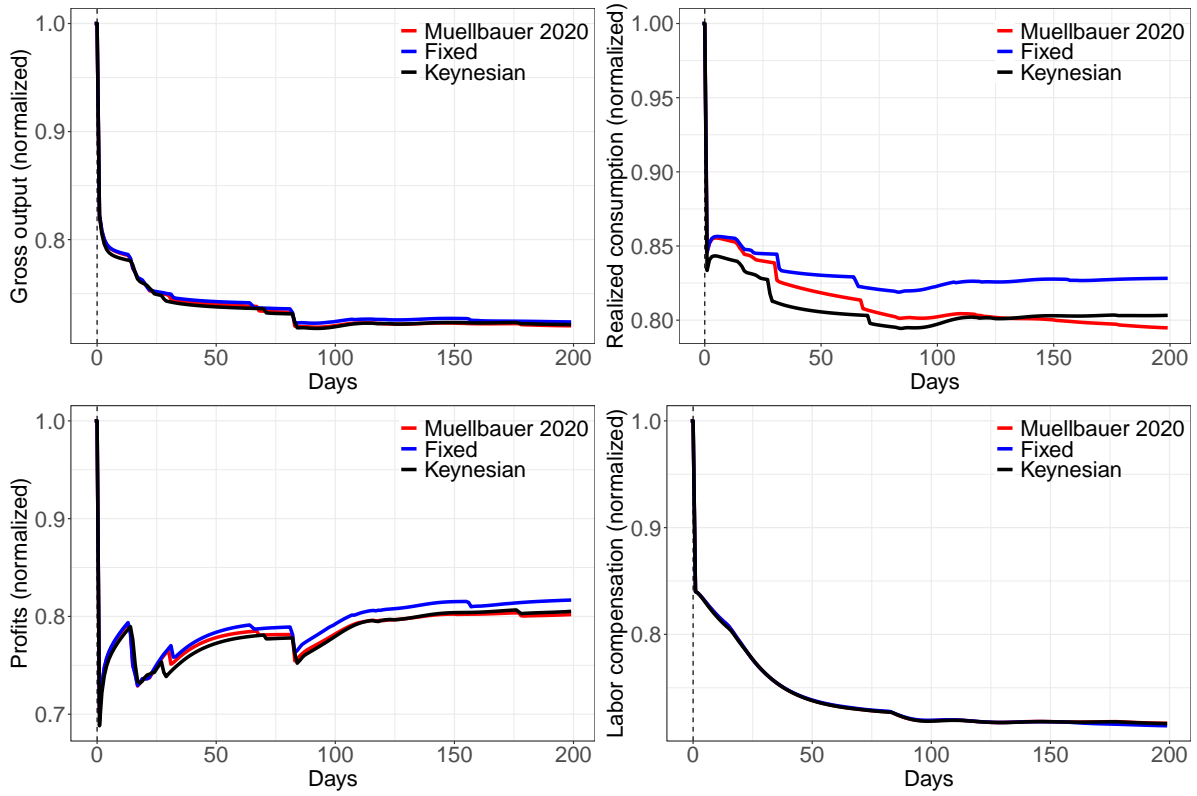 Gross output (normalized)
1.0
0.9
0.8
Muellbauer 2020
Fixed
Keynesian
0 50 100 150 200
Days
Realized consumption (normalized)
1.00
0.95
0.90
0.85
0.80
Muellbauer 2020
Fixed
Keynesian
0 50 100 150 200
Days
Profits (normalized)
1.0
0.9
0.8
0.7
Muellbauer 2020
Fixed
Keynesian
0 50 100 150 200
Days
Labor compensation (normalized)
1.0
0.9
0.8
Muellbauer 2020
Fixed
Keynesian
0 50 100 150 200
Days